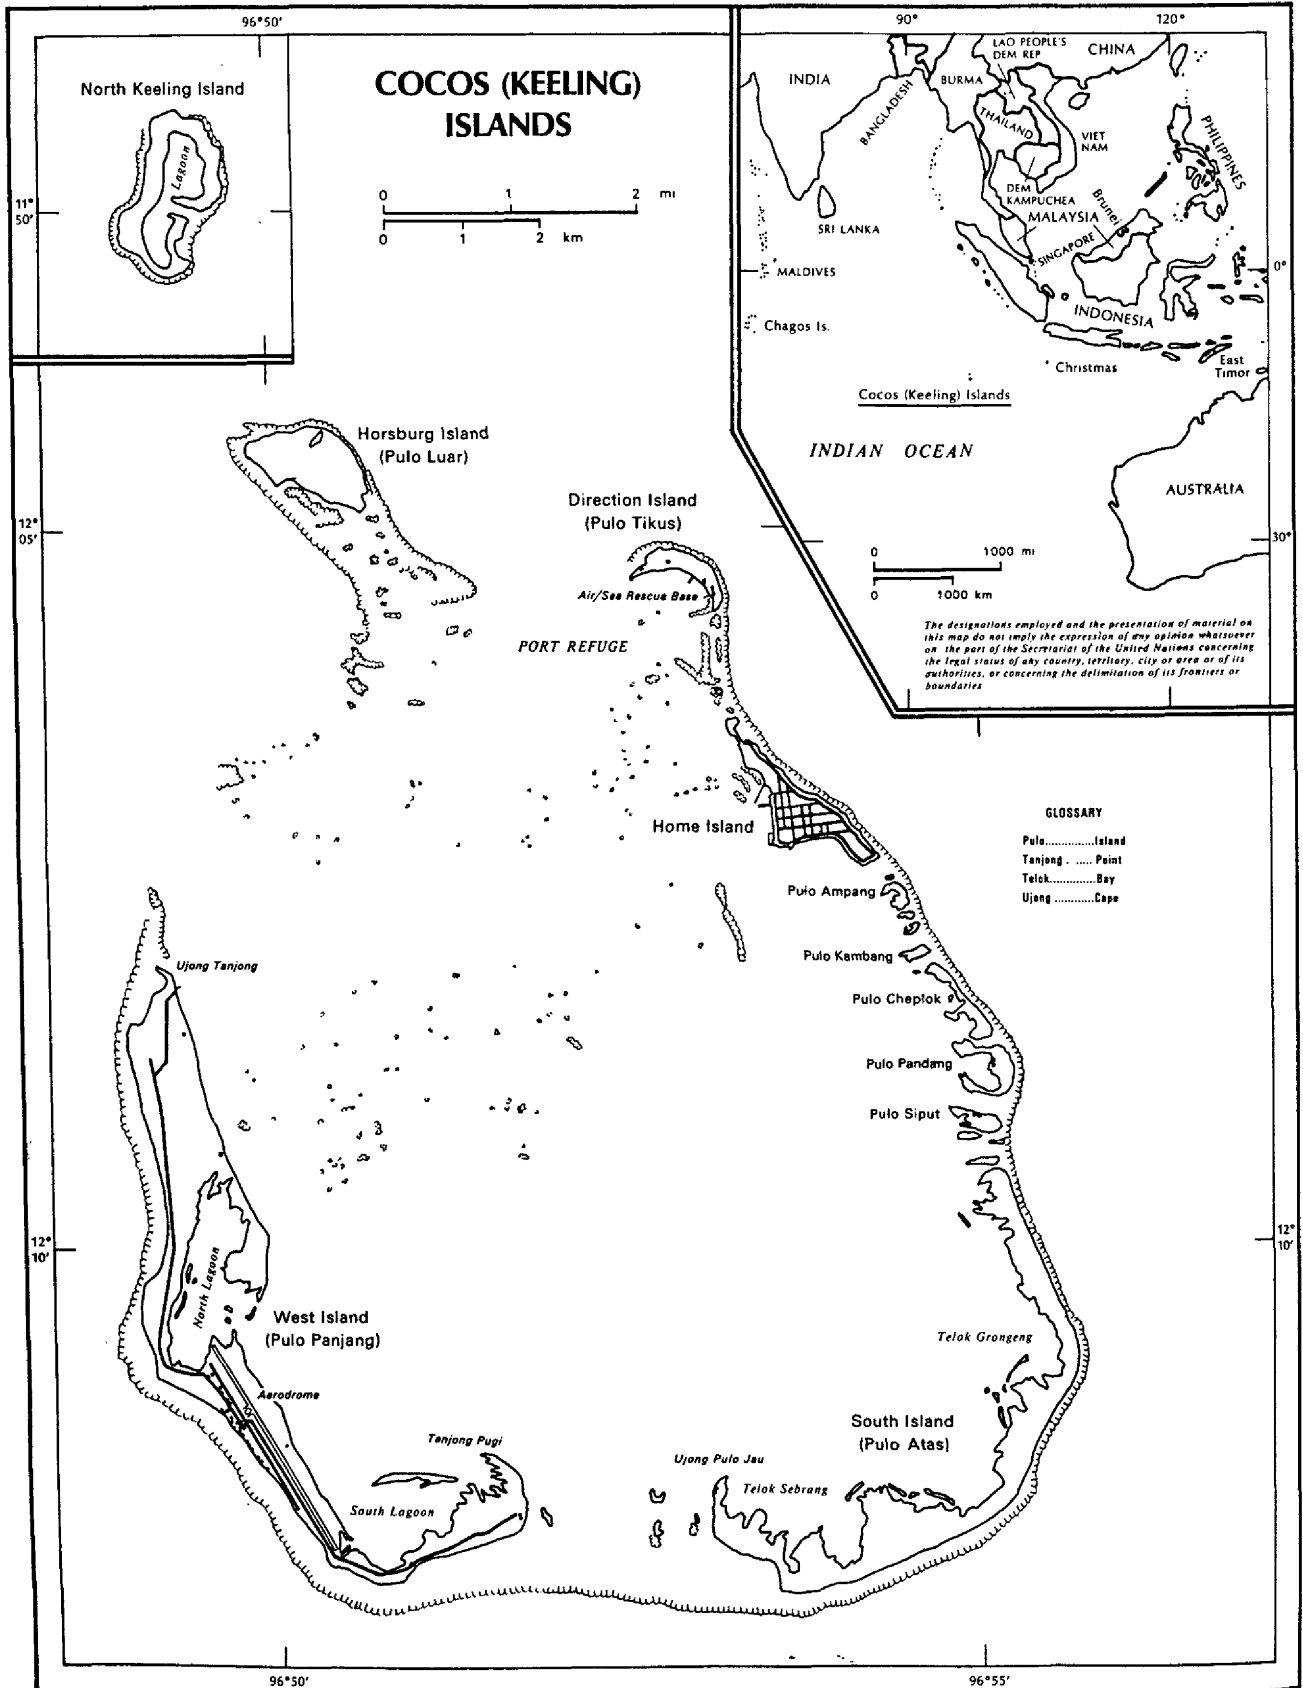 96°50′
North Keeling Island
Lagoon
11°
50′
COCOS (KEELING)
ISLANDS
0 1 2 mi
0 1 2 km
90° 120°
LAO PEOPLE'S
DEM REP
CHINA
INDIA
BURMA
BANGLADESH
THAILAND
VIET
NAM
PHILIPPINES
DEM
KAMPUCHEA
Brunei
MALAYSIA
SRI LANKA
SINGAPORE
MALDIVES
0°
INDONESIA
Chagos Is.
Christmas
East
Timor
Cocos (Keeling) Islands
INDIAN OCEAN
AUSTRALIA
30°
0 1000 mi
0 1000 km
The designations employed and the presentation of material on
this map do not imply the expression of any opinion whatsoever
on the part of the Secretariat of the United Nations concerning
the legal status of any country, territory, city or area or of its
authorities, or concerning the delimitation of its frontiers or
boundaries
Horsburg Island
(Pulo Luar)
12°
05′
Direction Island
(Pulo Tikus)
Air/Sea Rescue Base
PORT REFUGE
Home Island
GLOSSARY
Pulo..............Island
Tanjong . ..... Point
Telok.............Bay
Ujong ............Cape
Pulo Ampang
Pulo Kambang
Ujong Tanjong
Pulo Cheplok
Pulo Pandang
Pulo Siput
12°
10′
12°
10′
North Lagoon
West Island
(Pulo Panjang)
Telok Grongeng
Aerodrome
South Island
(Pulo Atas)
Tanjong Pugi
Ujong Pulo Jau
Telok Sebrang
South Lagoon
96°50′
96°55′